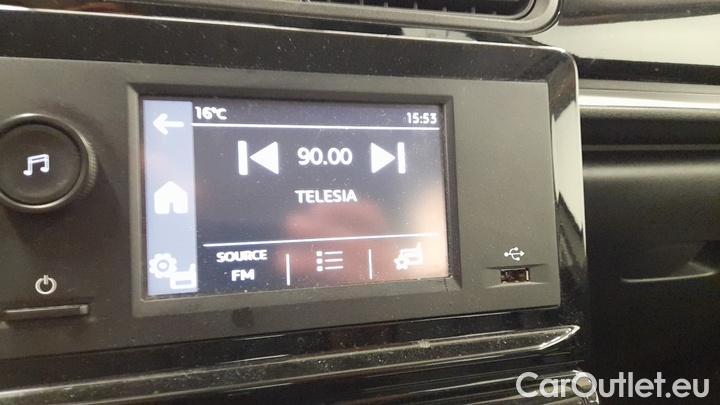 16°C 15:53
90.00
TELESIA
SOURCE
FM
CarOutlet.eu